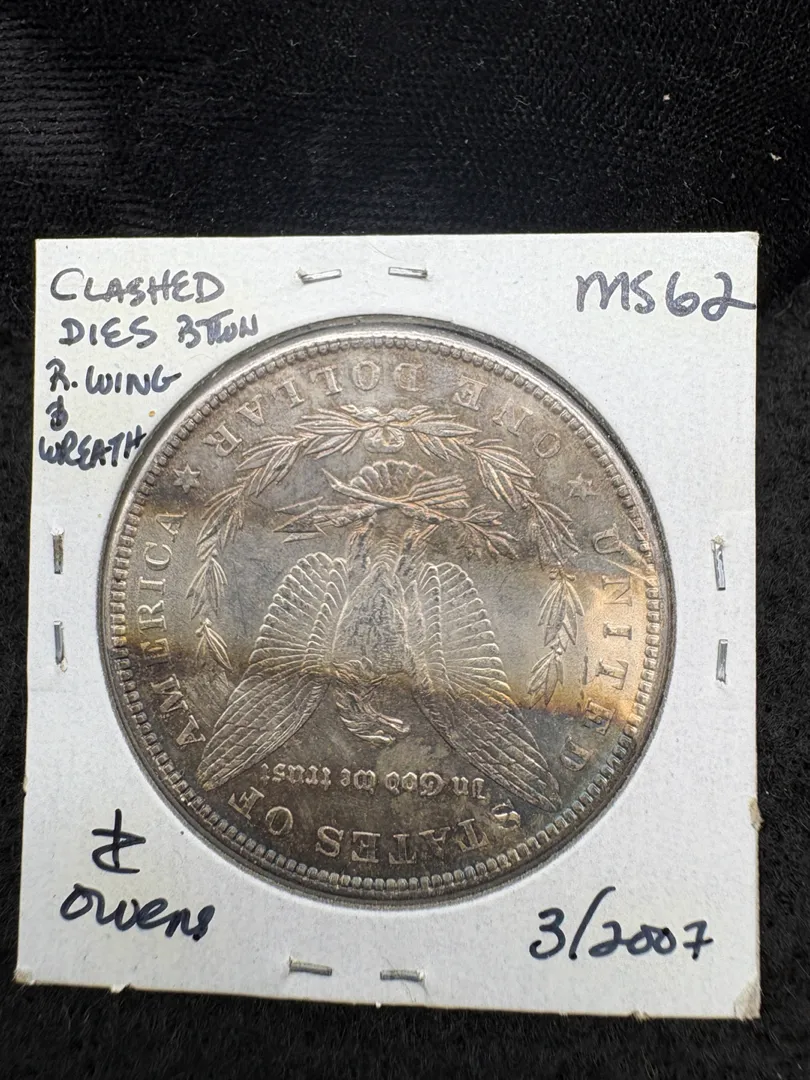 CLASHED
DIES BTWN
R. WING
&
WREATH
MS62
ONE DOLLAR
UNITED STATES OF AMERICA
In God we trust
Owens
3/2007